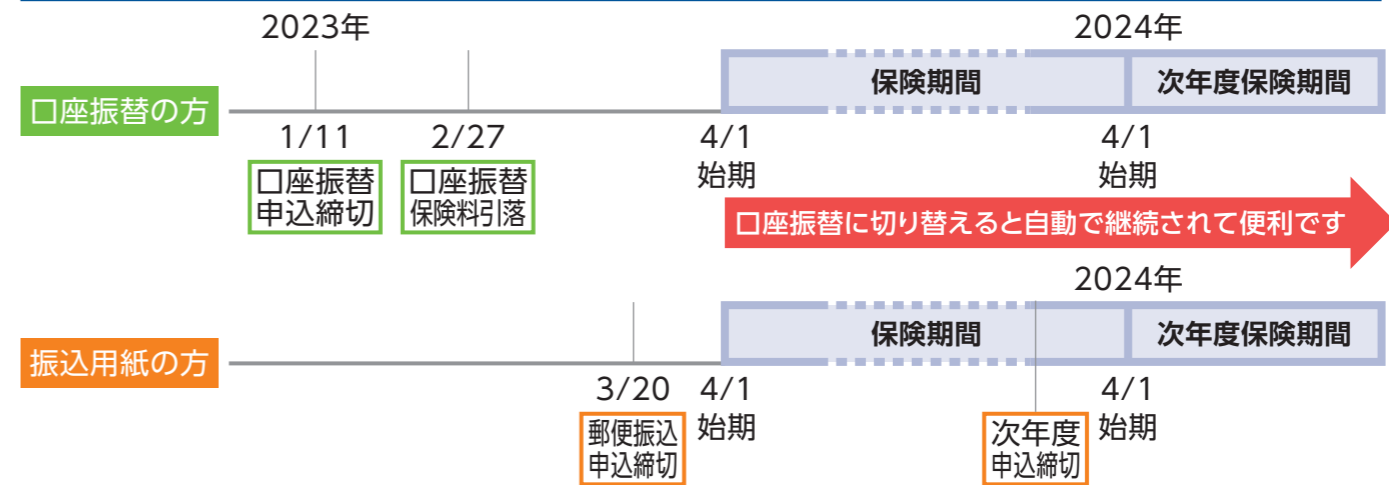 2023年
2024年
口座振替の方
保険期間
次年度保険期間
1/11
2/27
4/1
4/1
口座振替
申込締切
口座振替
保険料引落
始期
始期
口座振替に切り替えると自動で継続されて便利です
2024年
振込用紙の方
保険期間
次年度保険期間
3/20
4/1
4/1
郵便振込
申込締切
始期
次年度
申込締切
始期